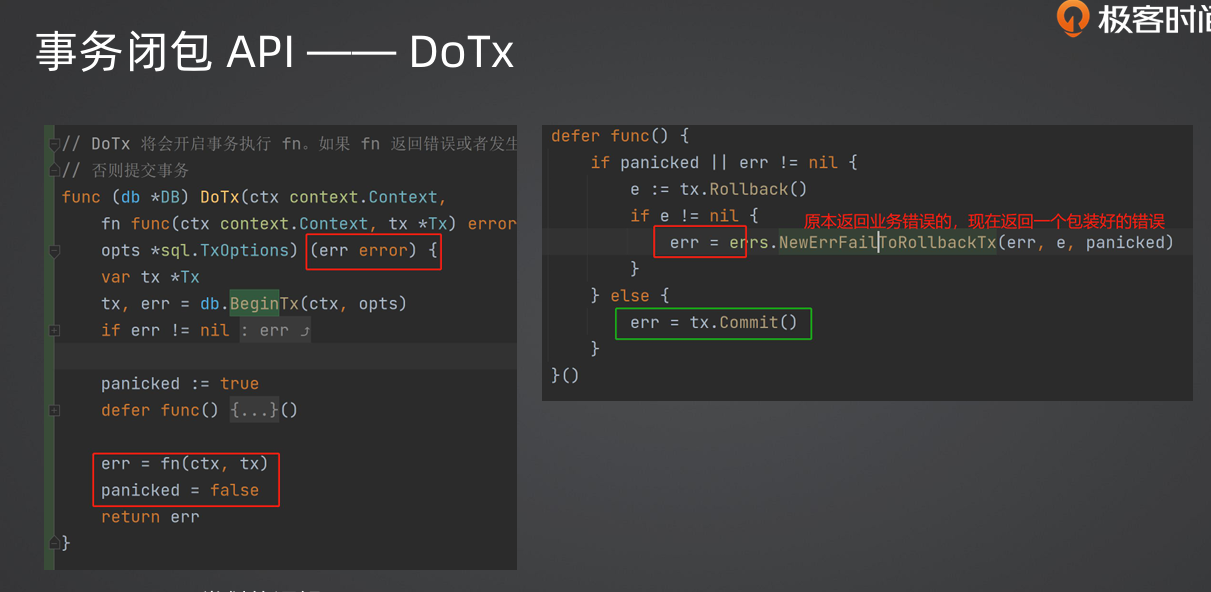 极客时间
事务闭包 API —— DoTx
// DoTx 将会开启事务执行 fn。如果 fn 返回错误或者发生
// 否则提交事务
func (db *DB) DoTx(ctx context.Context,
fn func(ctx context.Context, tx *Tx) error
opts *sql.TxOptions) (err error) {
var tx *Tx
tx, err = db.BeginTx(ctx, opts)
if err != nil : err ⤴
panicked := true
defer func() {...}()
err = fn(ctx, tx)
panicked = false
return err
}
defer func() {
if panicked || err != nil {
e := tx.Rollback()
if e != nil {
原本返回业务错误的，现在返回一个包装好的错误
err = errs.NewErrFailToRollbackTx(err, e, panicked)
}
} else {
err = tx.Commit()
}
}()